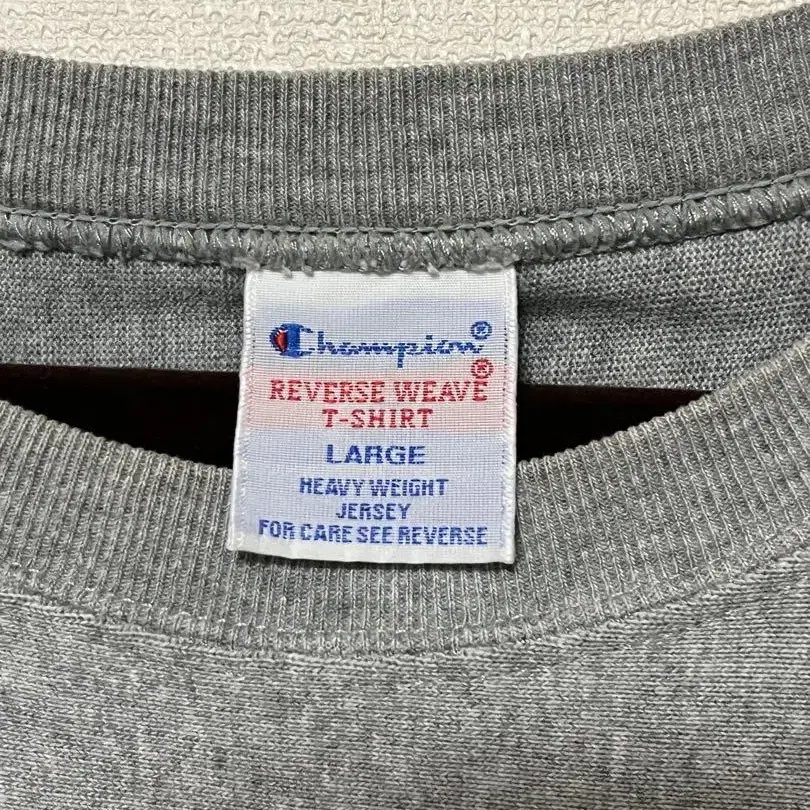 Champion®
REVERSE WEAVE®
T-SHIRT
LARGE
HEAVY WEIGHT
JERSEY
FOR CARE SEE REVERSE